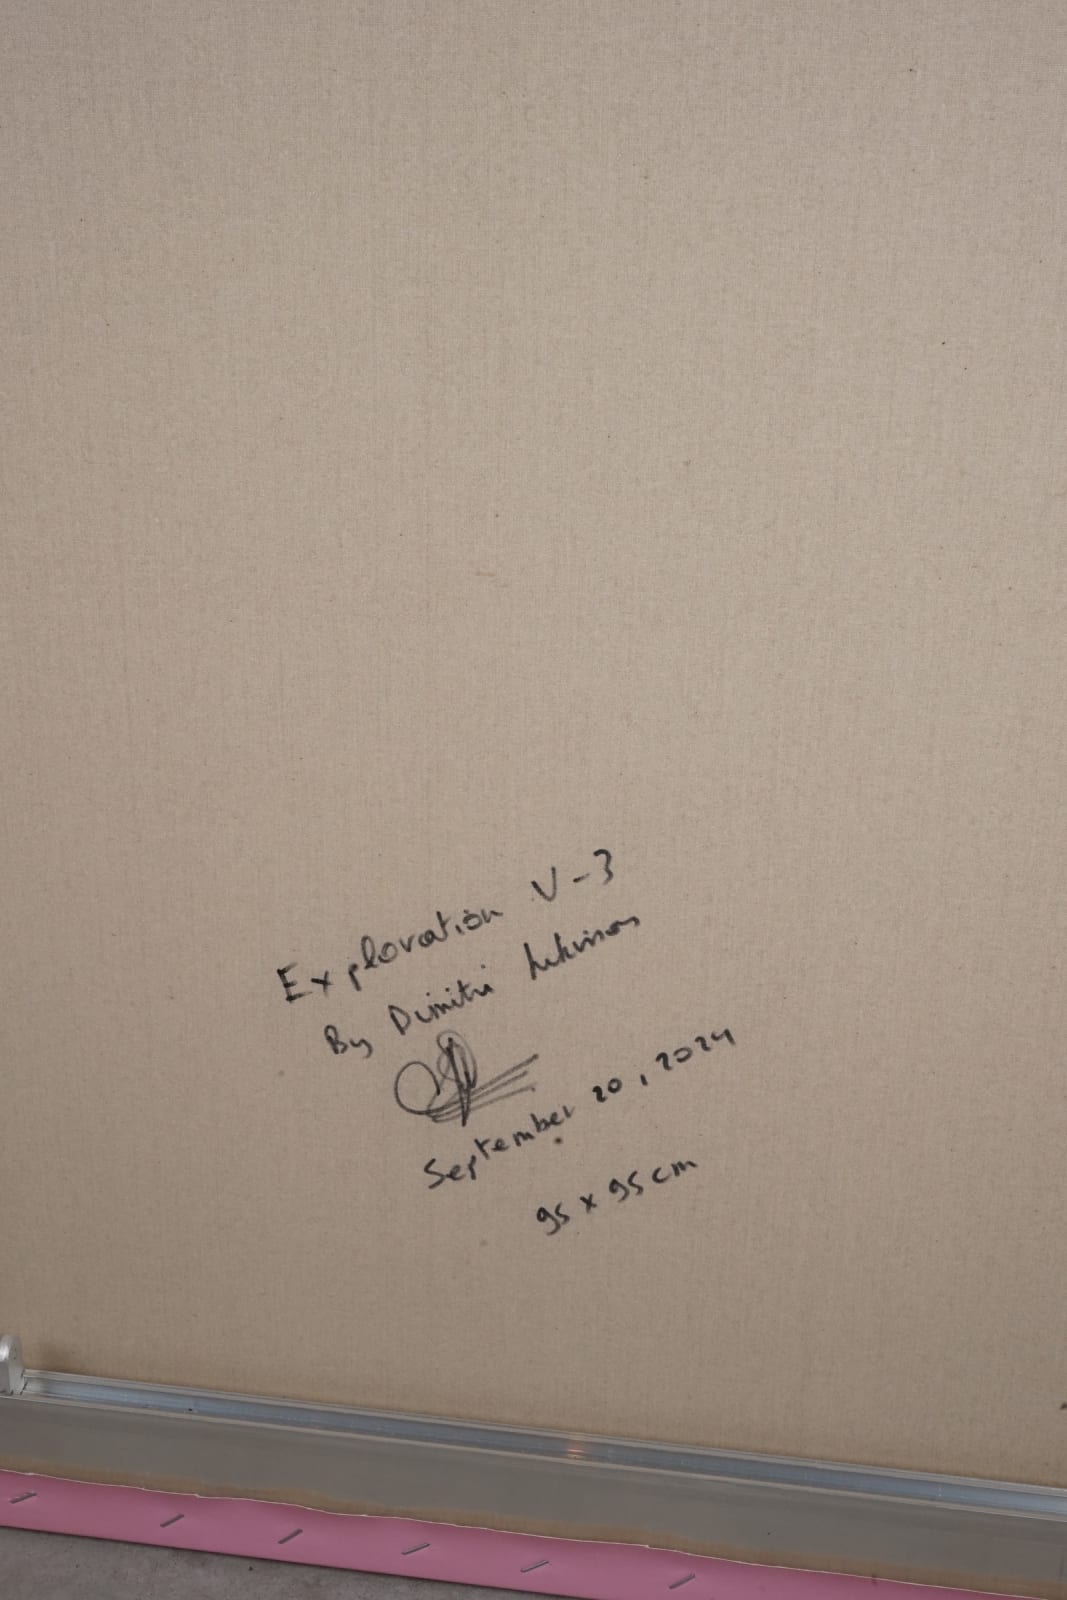 Exploration V-3
By Dimitri
September 20, 2024
95 x 95 cm